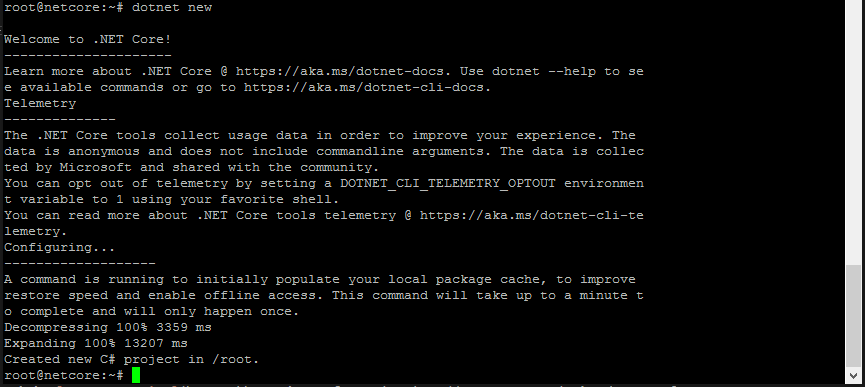 root@netcore:~# dotnet new
Welcome to .NET Core!
---------------------
Learn more about .NET Core @ https://aka.ms/dotnet-docs. Use dotnet --help to se
e available commands or go to https://aka.ms/dotnet-cli-docs.
Telemetry
--------------
The .NET Core tools collect usage data in order to improve your experience. The
data is anonymous and does not include commandline arguments. The data is collec
ted by Microsoft and shared with the community.
You can opt out of telemetry by setting a DOTNET_CLI_TELEMETRY_OPTOUT environmen
t variable to 1 using your favorite shell.
You can read more about .NET Core tools telemetry @ https://aka.ms/dotnet-cli-te
lemetry.
Configuring...
-------------------
A command is running to initially populate your local package cache, to improve
restore speed and enable offline access. This command will take up to a minute t
o complete and will only happen once.
Decompressing 100% 3359 ms
Expanding 100% 13207 ms
Created new C# project in /root.
root@netcore:~#